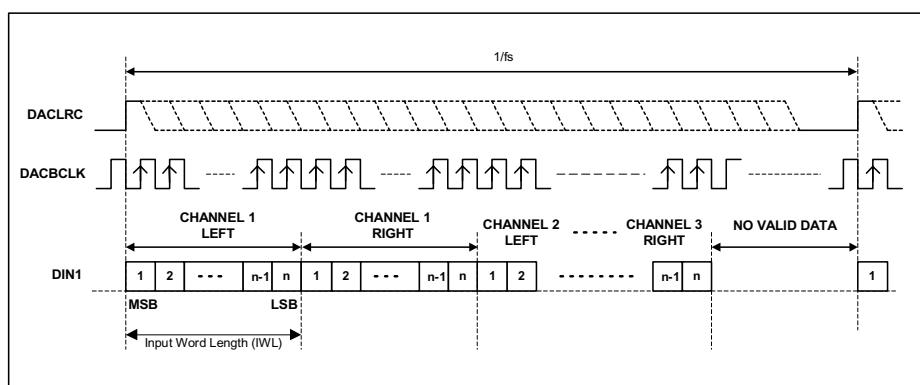 1/fs
DACLRC
DACBCLK
CHANNEL 1
LEFT
CHANNEL 1
RIGHT
CHANNEL 2
LEFT
CHANNEL 3
RIGHT
NO VALID DATA
DIN1
1 2 n-1 n 1 2 n-1 n 1 2 n-1 n 1
MSB LSB
Input Word Length (IWL)